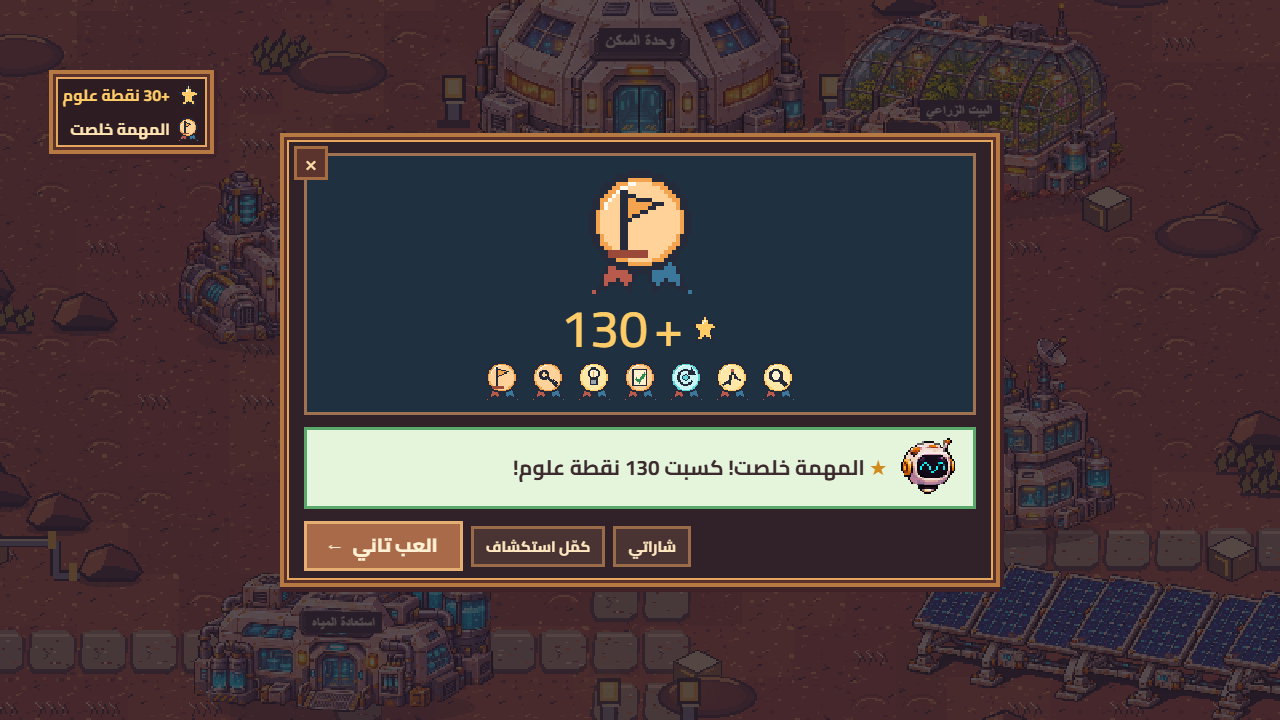 وحدة السكن
البيت الزراعي
+30 نقطة علوم
المهمة خلصت
×
130+
★ المهمة خلصت! كسبت 130 نقطة علوم!
شاراتي
كمّل استكشاف
العب تاني ←
استعادة المياه